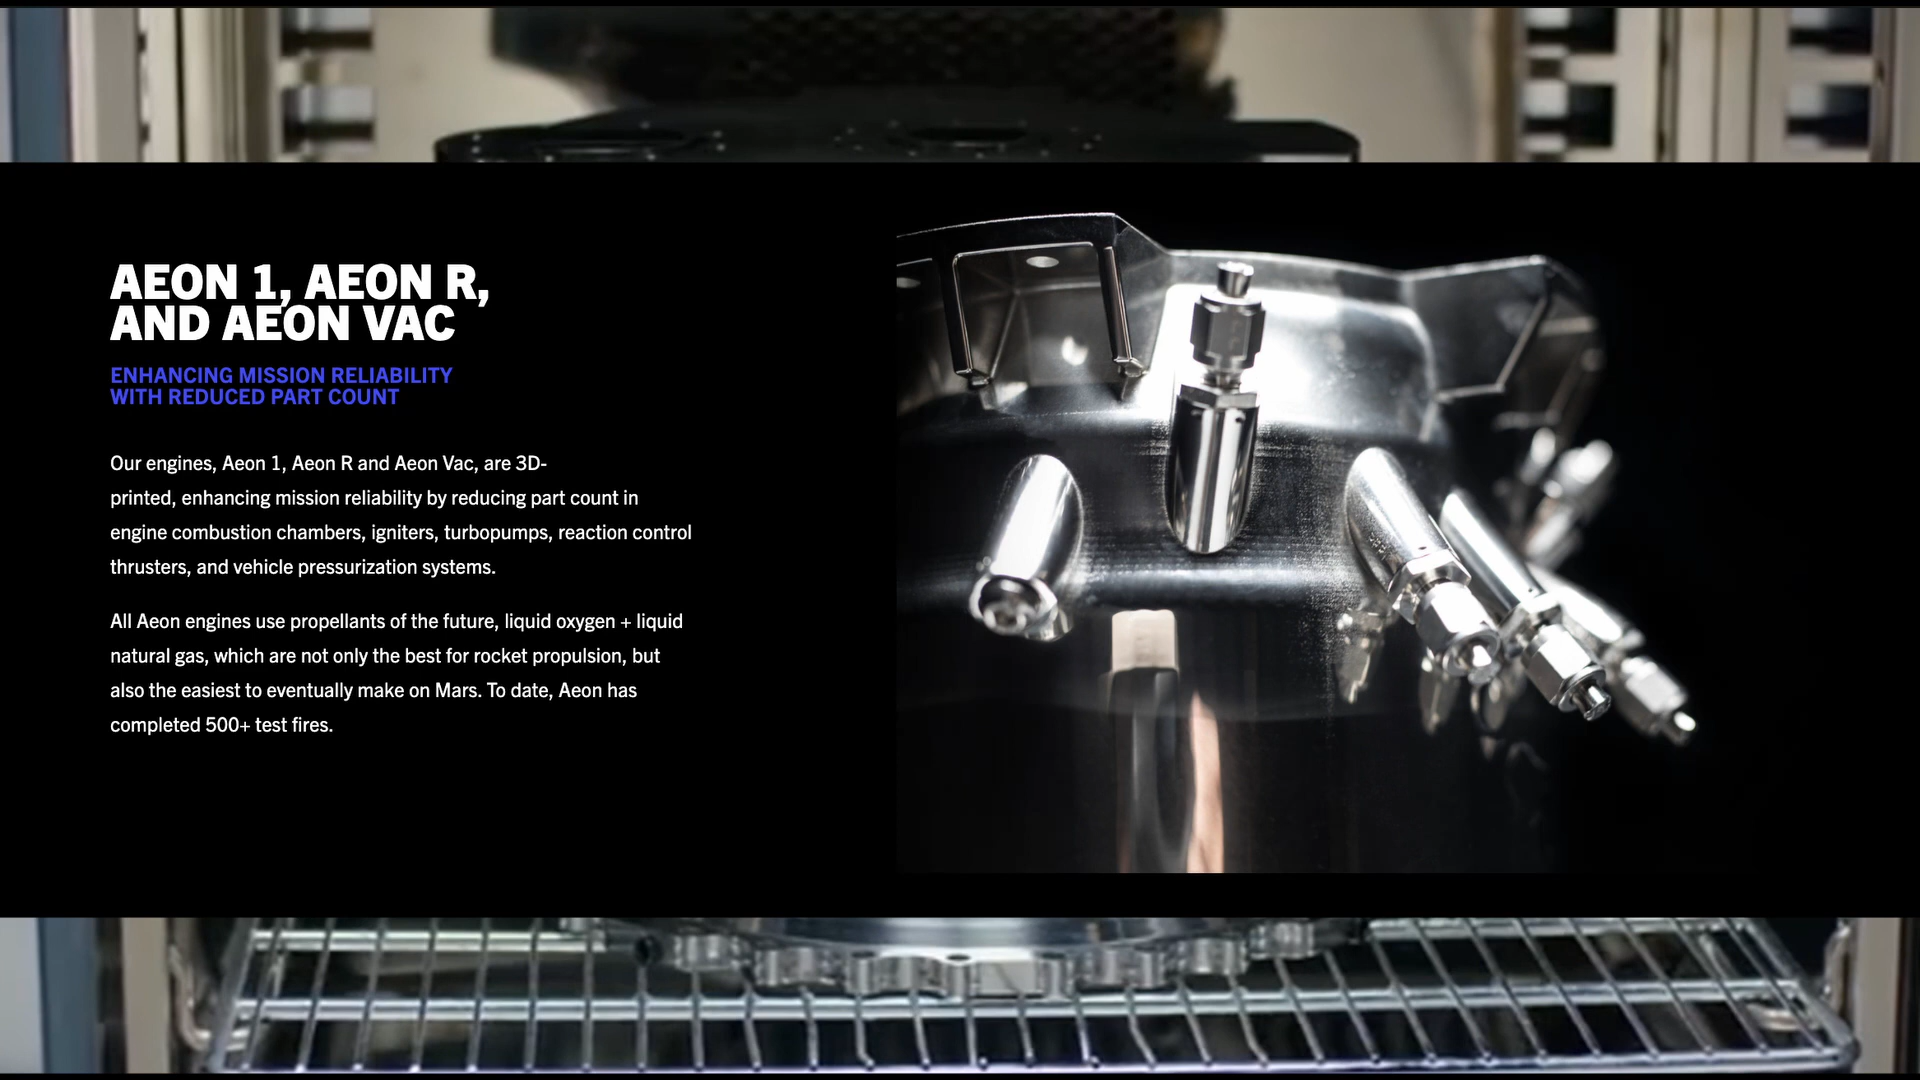 AEON 1, AEON R,
AND AEON VAC
ENHANCING MISSION RELIABILITY
WITH REDUCED PART COUNT
Our engines, Aeon 1, Aeon R and Aeon Vac, are 3D-
printed, enhancing mission reliability by reducing part count in
engine combustion chambers, igniters, turbopumps, reaction control
thrusters, and vehicle pressurization systems.
All Aeon engines use propellants of the future, liquid oxygen + liquid
natural gas, which are not only the best for rocket propulsion, but
also the easiest to eventually make on Mars. To date, Aeon has
completed 500+ test fires.